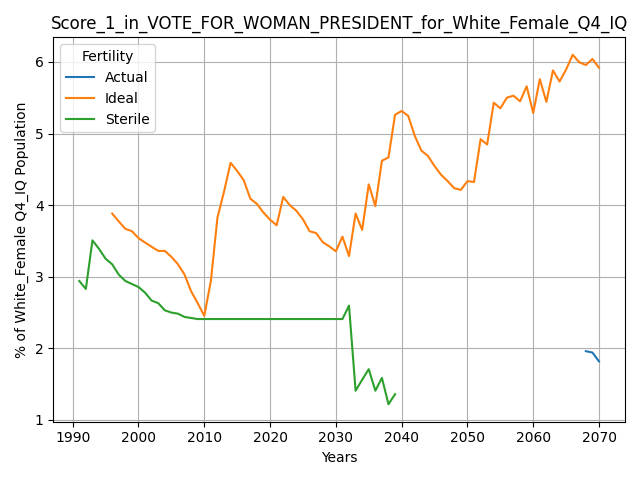 Score_1_in_VOTE_FOR_WOMAN_PRESIDENT_for_White_Female_Q4_IQ
Fertility
Actual
Ideal
Sterile
% of White_Female Q4_IQ Population
6
5
4
3
2
1
1990 2000 2010 2020 2030 2040 2050 2060 2070
Years